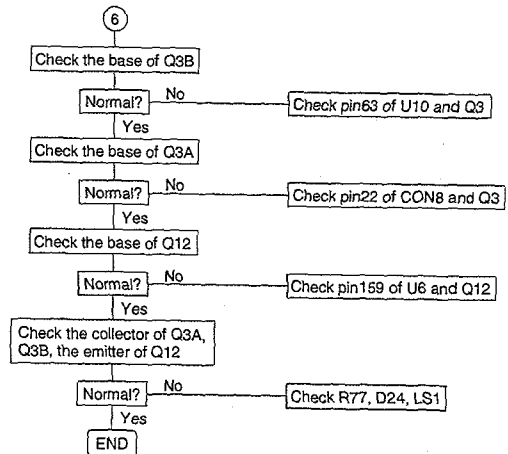 6
Check the base of Q3B
Normal?
No
Check pin63 of U10 and Q3
Yes
Check the base of Q3A
Normal?
No
Check pin22 of CON8 and Q3
Yes
Check the base of Q12
Normal?
No
Check pin159 of U6 and Q12
Yes
Check the collector of Q3A,
Q3B, the emitter of Q12
Normal?
No
Check R77, D24, LS1
Yes
END